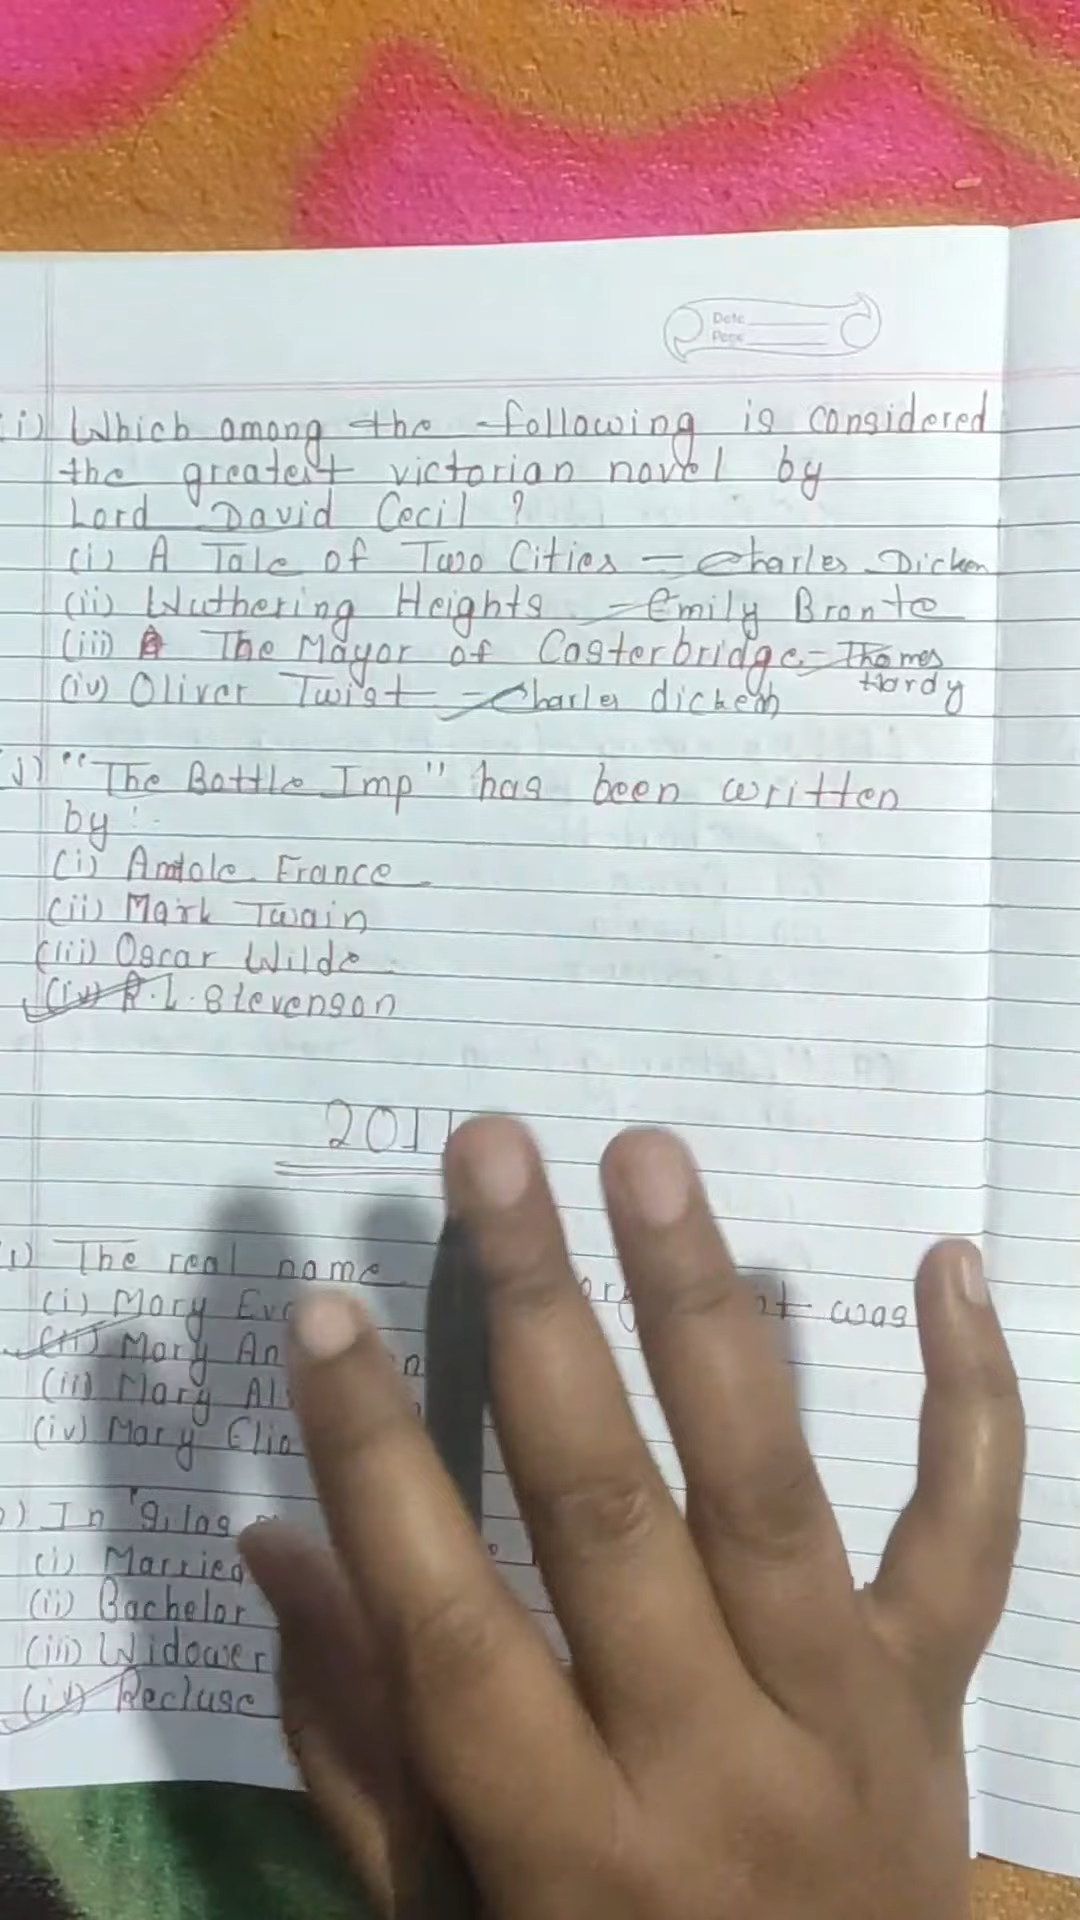 Date
Page
i) Which among the following is considered
the greatest victorian novel by
Lord David Cecil ?
(i) A Tale of Two Cities - Charles Dicken
(ii) Wuthering Heights - Emily Bronte
(iii) The Mayor of Casterbridge - Thomas
Hardy
(iv) Oliver Twist - Charles dickens
j) "The Bottle Imp" has been written
by :-
(i) Antole France
(ii) Mark Twain
(iii) Oscar Wilde
(iv) R.L. Stevenson
2011
The real name was
(i) Mary
(ii) Mary
(iii) Mary
(iv) Mary
In "Silas
(i) Married
(ii) Bachelor
(iii) Widower
(iv) Recluse